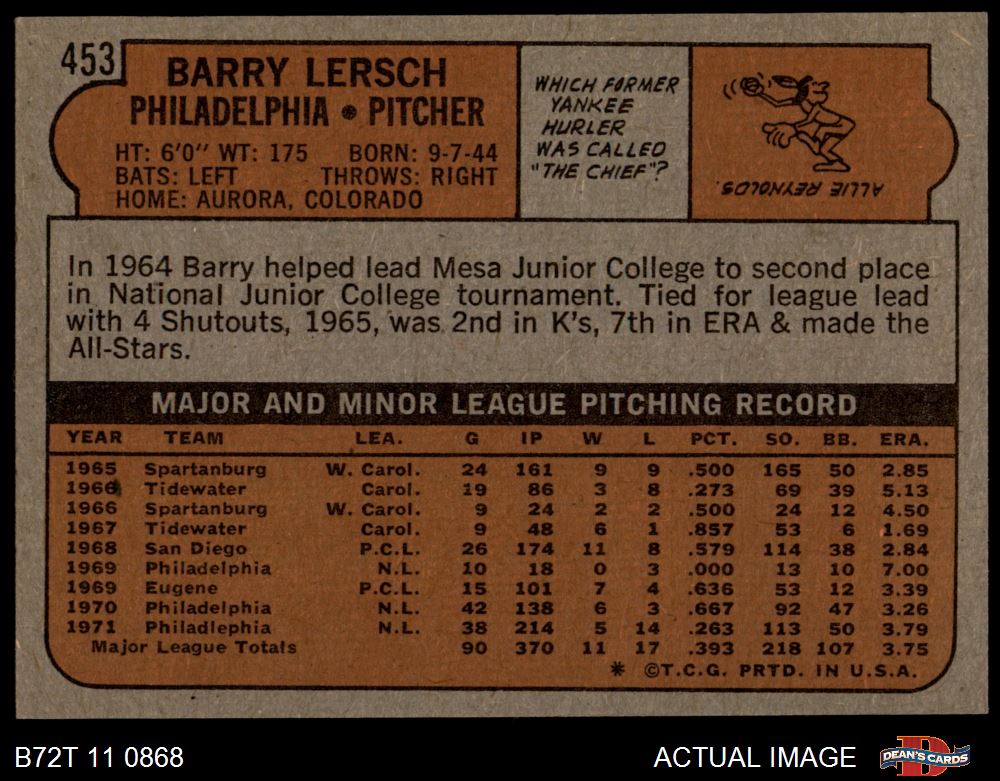 453
BARRY LERSCH
PHILADELPHIA • PITCHER
HT: 6'0" WT: 175 BORN: 9-7-44
BATS: LEFT THROWS: RIGHT
HOME: AURORA, COLORADO
WHICH FORMER
YANKEE
HURLER
WAS CALLED
"THE CHIEF"?
ALLIE REYNOLDS.
In 1964 Barry helped lead Mesa Junior College to second place
in National Junior College tournament. Tied for league lead
with 4 Shutouts, 1965, was 2nd in K's, 7th in ERA & made the
All-Stars.
MAJOR AND MINOR LEAGUE PITCHING RECORD
YEAR TEAM LEA. G IP W L PCT. SO. BB. ERA.
1965 Spartanburg W. Carol. 24 161 9 9 .500 165 50 2.85
1966 Tidewater Carol. 19 86 3 8 .273 69 39 5.13
1966 Spartanburg W. Carol. 9 24 2 2 .500 24 12 4.50
1967 Tidewater Carol. 9 48 6 1 .857 53 6 1.69
1968 San Diego P.C.L. 26 174 11 8 .579 114 38 2.84
1969 Philadelphia N.L. 10 18 0 3 .000 13 10 7.00
1969 Eugene P.C.L. 15 101 7 4 .636 53 12 3.39
1970 Philadelphia N.L. 42 138 6 3 .667 92 47 3.26
1971 Philadlephia N.L. 38 214 5 14 .263 113 50 3.79
Major League Totals 90 370 11 17 .393 218 107 3.75
* ©T.C.G. PRTD. IN U.S.A.
B72T 11 0868
ACTUAL IMAGE
DEAN'S CARDS